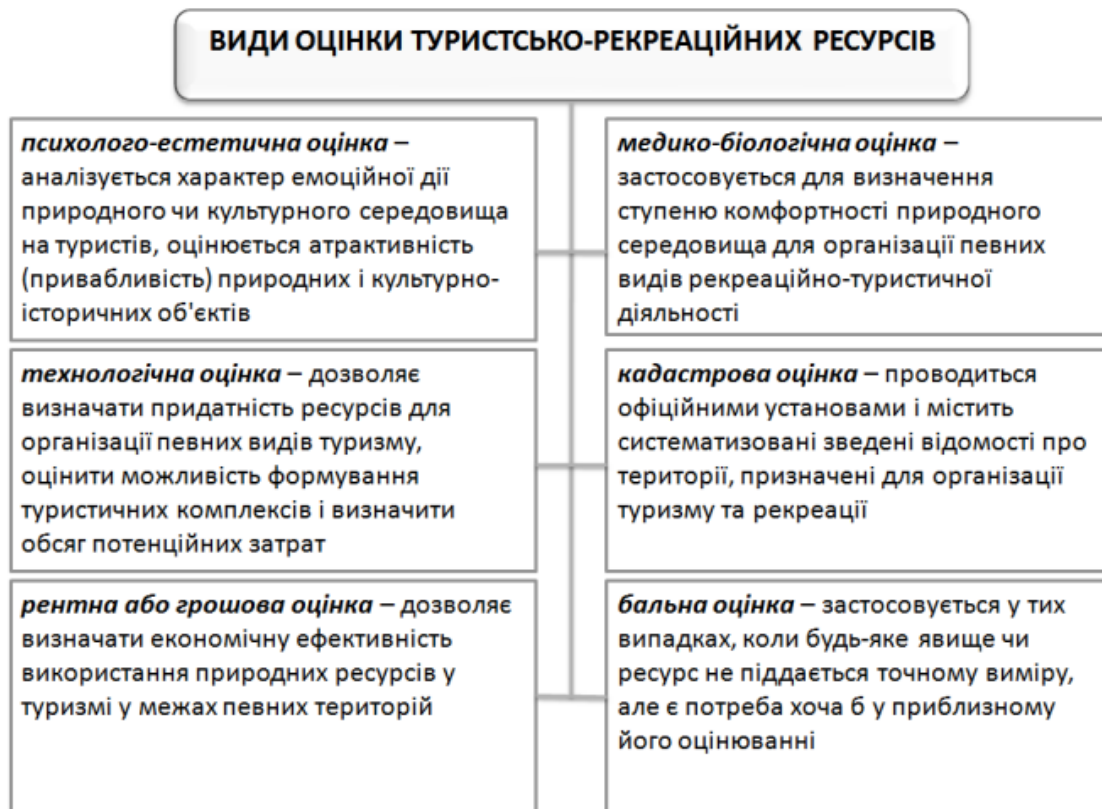 ВИДИ ОЦІНКИ ТУРИСТСЬКО-РЕКРЕАЦІЙНИХ РЕСУРСІВ
психолого-естетична оцінка –
аналізується характер емоційної дії
природного чи культурного середовища
на туристів, оцінюється атрактивність
(привабливість) природних і культурно-
історичних об'єктів
медико-біологічна оцінка –
застосовується для визначення
ступеню комфортності природного
середовища для організації певних
видів рекреаційно-туристичної
діяльності
технологічна оцінка – дозволяє
визначати придатність ресурсів для
організації певних видів туризму,
оцінити можливість формування
туристичних комплексів і визначити
обсяг потенційних затрат
кадастрова оцінка – проводиться
офіційними установами і містить
систематизовані зведені відомості про
території, призначені для організації
туризму та рекреації
рентна або грошова оцінка – дозволяє
визначати економічну ефективність
використання природних ресурсів у
туризмі у межах певних територій
бальна оцінка – застосовується у тих
випадках, коли будь-яке явище чи
ресурс не піддається точному виміру,
але є потреба хоча б у приблизному
його оцінюванні